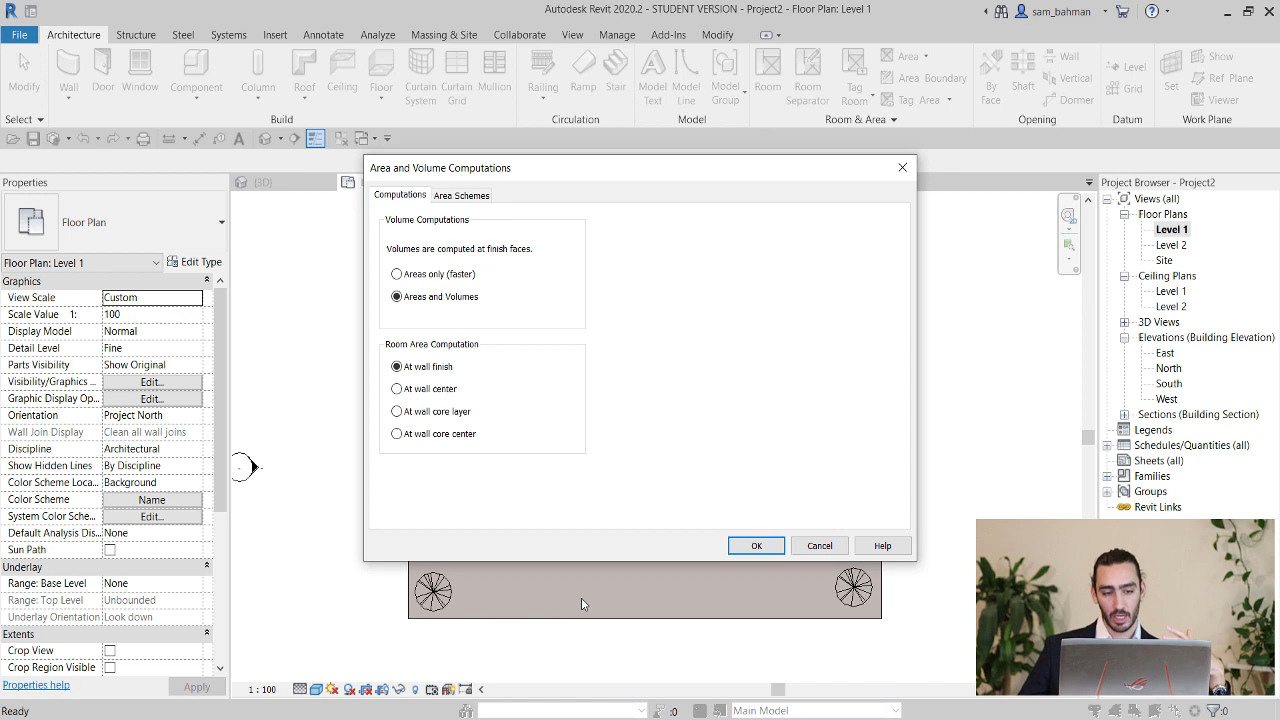 Autodesk Revit 2020.2 - STUDENT VERSION - Project2 - Floor Plan: Level 1
sam_bahman
File Architecture Structure Steel Systems Insert Annotate Analyze Massing & Site Collaborate View Manage Add-Ins Modify
Modify Wall Door Window Component Column Roof Ceiling Floor Curtain System Curtain Grid Mullion Railing Ramp Stair Model Text Model Line Model Group Room Room Separator Tag Room
Area
Area Boundary
Tag Area
By Face Shaft Wall Vertical Dormer
Level
Grid
Set Show Ref Plane Viewer
Select Build Circulation Model Room & Area Opening Datum Work Plane
Properties
{3D}
Project Browser - Project2
Floor Plan
Floor Plan: Level 1 Edit Type
Graphics
View Scale Custom
Scale Value 1: 100
Display Model Normal
Detail Level Fine
Parts Visibility Show Original
Visibility/Graphics ... Edit...
Graphic Display Op... Edit...
Orientation Project North
Wall Join Display Clean all wall joins
Discipline Architectural
Show Hidden Lines By Discipline
Color Scheme Loca... Background
Color Scheme Name
System Color Sche... Edit...
Default Analysis Dis... None
Sun Path
Underlay
Range: Base Level None
Range: Top Level Unbounded
Underlay Orientation Look down
Extents
Crop View
Crop Region Visible
Properties help Apply
Area and Volume Computations
Computations Area Schemes
Volume Computations
Volumes are computed at finish faces.
Areas only (faster)
Areas and Volumes
Room Area Computation
At wall finish
At wall center
At wall core layer
At wall core center
OK Cancel Help
Views (all)
Floor Plans
Level 1
Level 2
Site
Ceiling Plans
Level 1
Level 2
3D Views
Elevations (Building Elevation)
East
North
South
West
Sections (Building Section)
Legends
Schedules/Quantities (all)
Sheets (all)
Families
Groups
Revit Links
1 : 100
Ready :0 Main Model :0